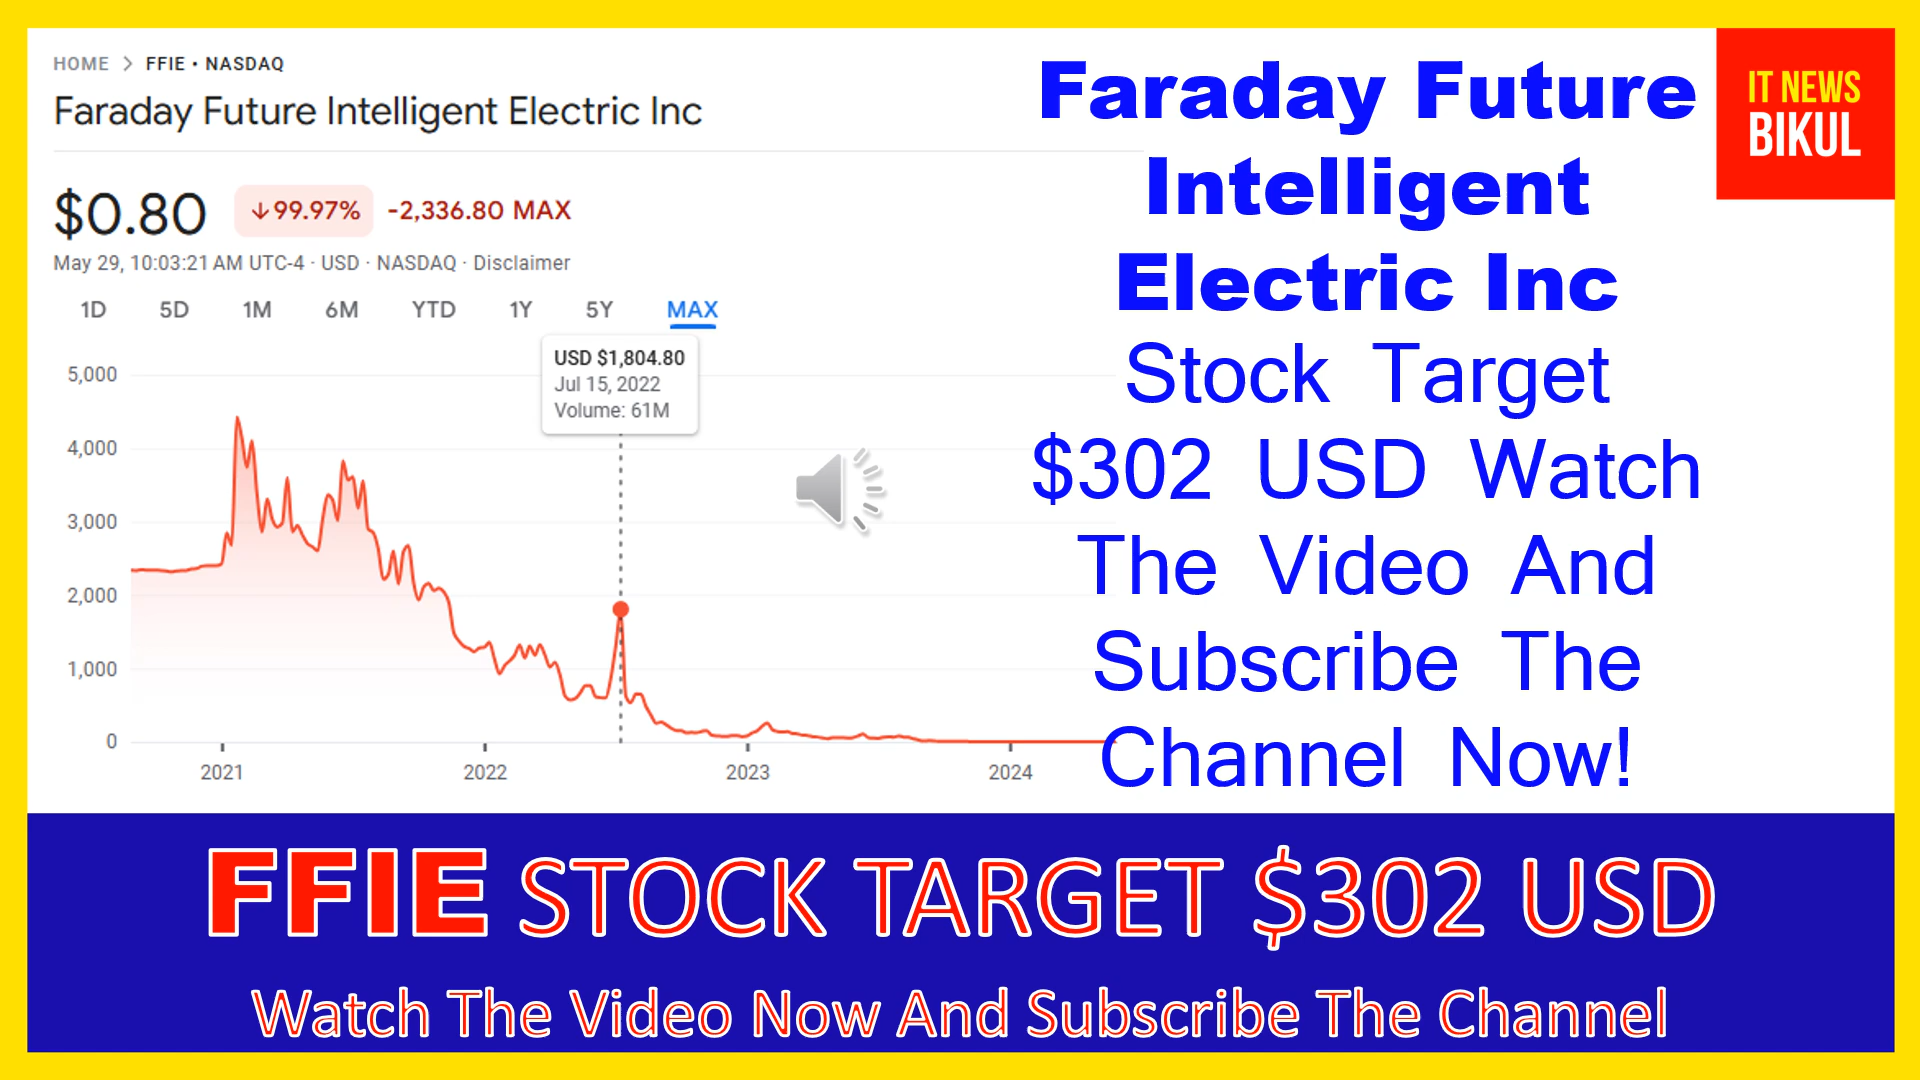 HOME > FFIE • NASDAQ
Faraday Future Intelligent Electric Inc
$0.80 ↓99.97% -2,336.80 MAX
May 29, 10:03:21 AM UTC-4 · USD · NASDAQ · Disclaimer
1D 5D 1M 6M YTD 1Y 5Y MAX
USD $1,804.80
Jul 15, 2022
Volume: 61M
5,000
4,000
3,000
2,000
1,000
0
2021 2022 2023 2024
Faraday Future
Intelligent
Electric Inc
Stock Target
$302 USD Watch
The Video And
Subscribe The
Channel Now!
IT NEWS
BIKUL
FFIE STOCK TARGET $302 USD
Watch The Video Now And Subscribe The Channel